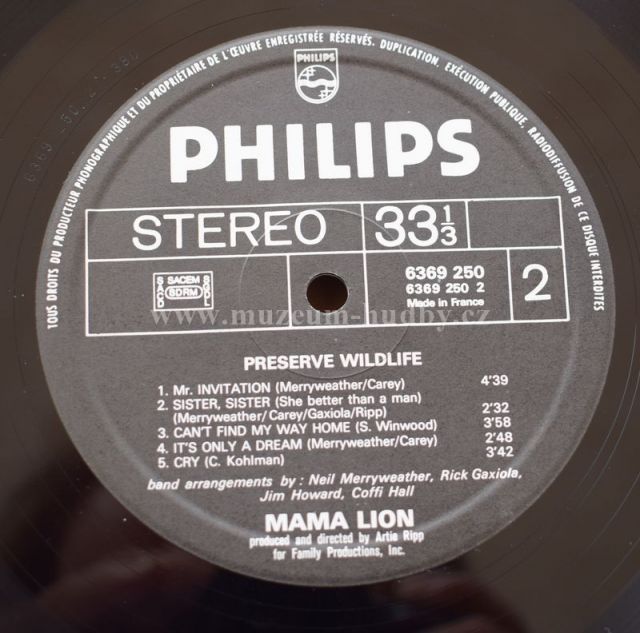 TOUS DROITS DU PRODUCTEUR PHONOGRAPHIQUE ET DU PROPRIÉTAIRE DE L'ŒUVRE ENREGISTRÉE RÉSERVÉS. DUPLICATION, EXÉCUTION PUBLIQUE, RADIODIFFUSION DE CE DISQUE INTERDITES
PHILIPS
PHILIPS
STEREO 33 1/3
SACEM
SDRM
SACD
SGDL
6369 250
6369 250 2
Made in France
2
www.muzeum-hudby.cz
PRESERVE WILDLIFE
1. Mr. INVITATION (Merryweather/Carey) 4'39
2. SISTER, SISTER (She better than a man)
(Merryweather/Carey/Gaxiola/Ripp) 2'32
3. CAN'T FIND MY WAY HOME (S. Winwood) 3'58
4. IT'S ONLY A DREAM (Merryweather/Carey) 2'48
5. CRY (C. Kohlman) 3'42
band arrangements by : Neil Merryweather, Rick Gaxiola,
Jim Howard, Coffi Hall
MAMA LION
produced and directed by Artie Ripp
for Family Productions, Inc.